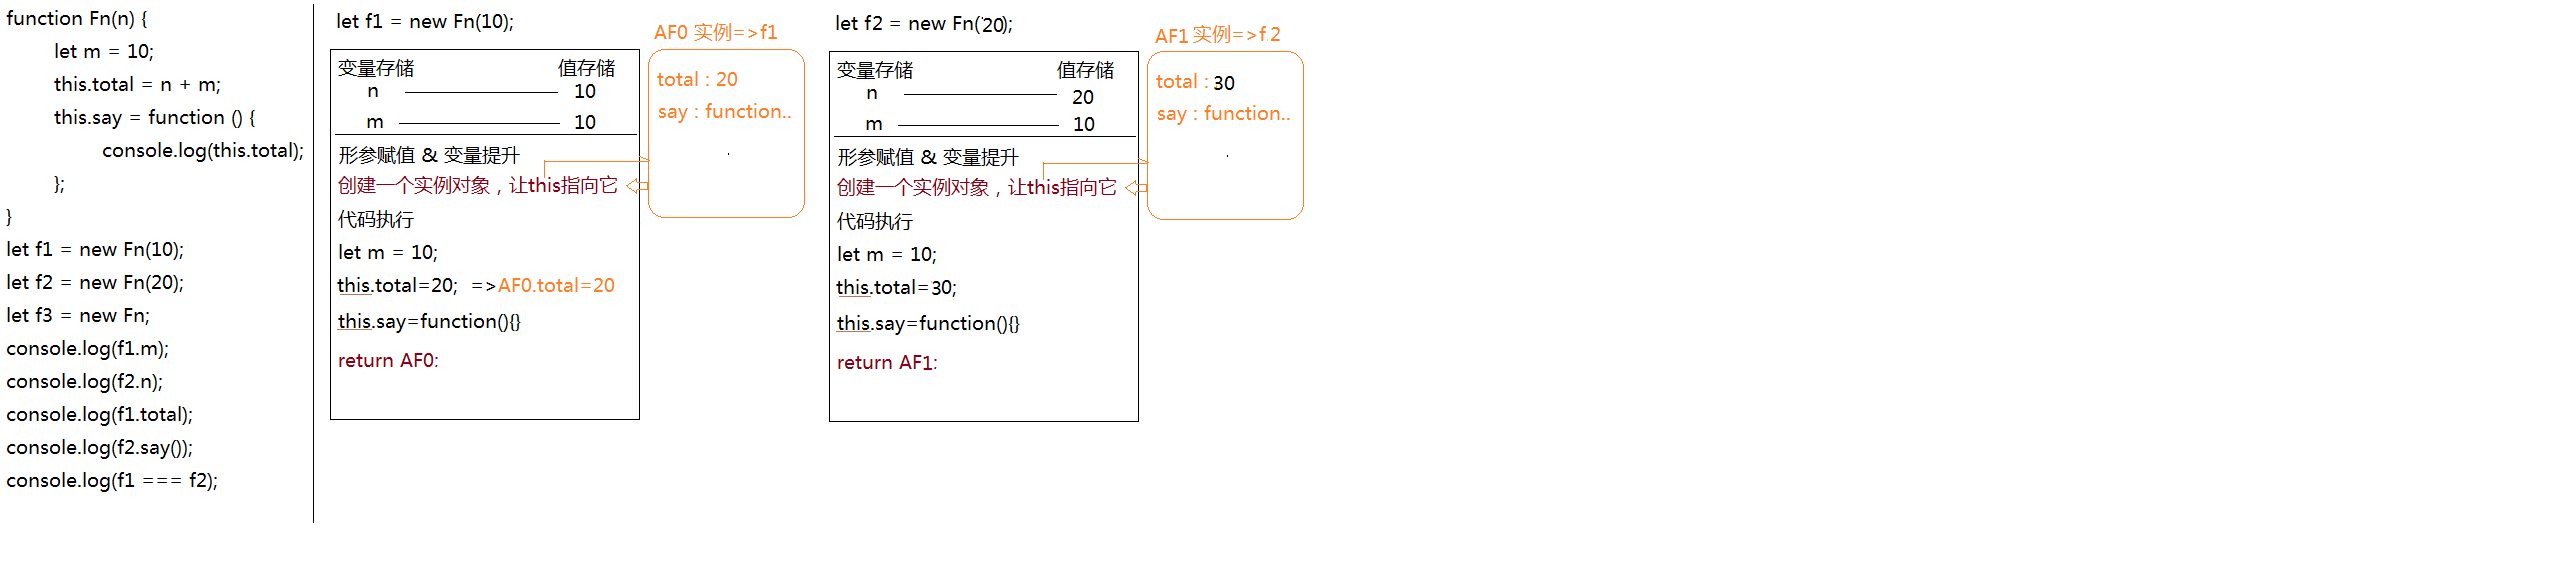 function Fn(n) {
let m = 10;
this.total = n + m;
this.say = function () {
console.log(this.total);
};
}
let f1 = new Fn(10);
let f2 = new Fn(20);
let f3 = new Fn;
console.log(f1.m);
console.log(f2.n);
console.log(f1.total);
console.log(f2.say());
console.log(f1 === f2);
let f1 = new Fn(10);
变量存储 值存储
n 10
m 10
形参赋值 & 变量提升
创建一个实例对象，让this指向它
代码执行
let m = 10;
this.total=20; =>AF0.total=20
this.say=function(){}
return AF0:
AF0 实例=>f1
total : 20
say : function..
let f2 = new Fn(20);
变量存储 值存储
n 20
m 10
形参赋值 & 变量提升
创建一个实例对象，让this指向它
代码执行
let m = 10;
this.total=30;
this.say=function(){}
return AF1:
AF1 实例=>f 2
total : 30
say : function..